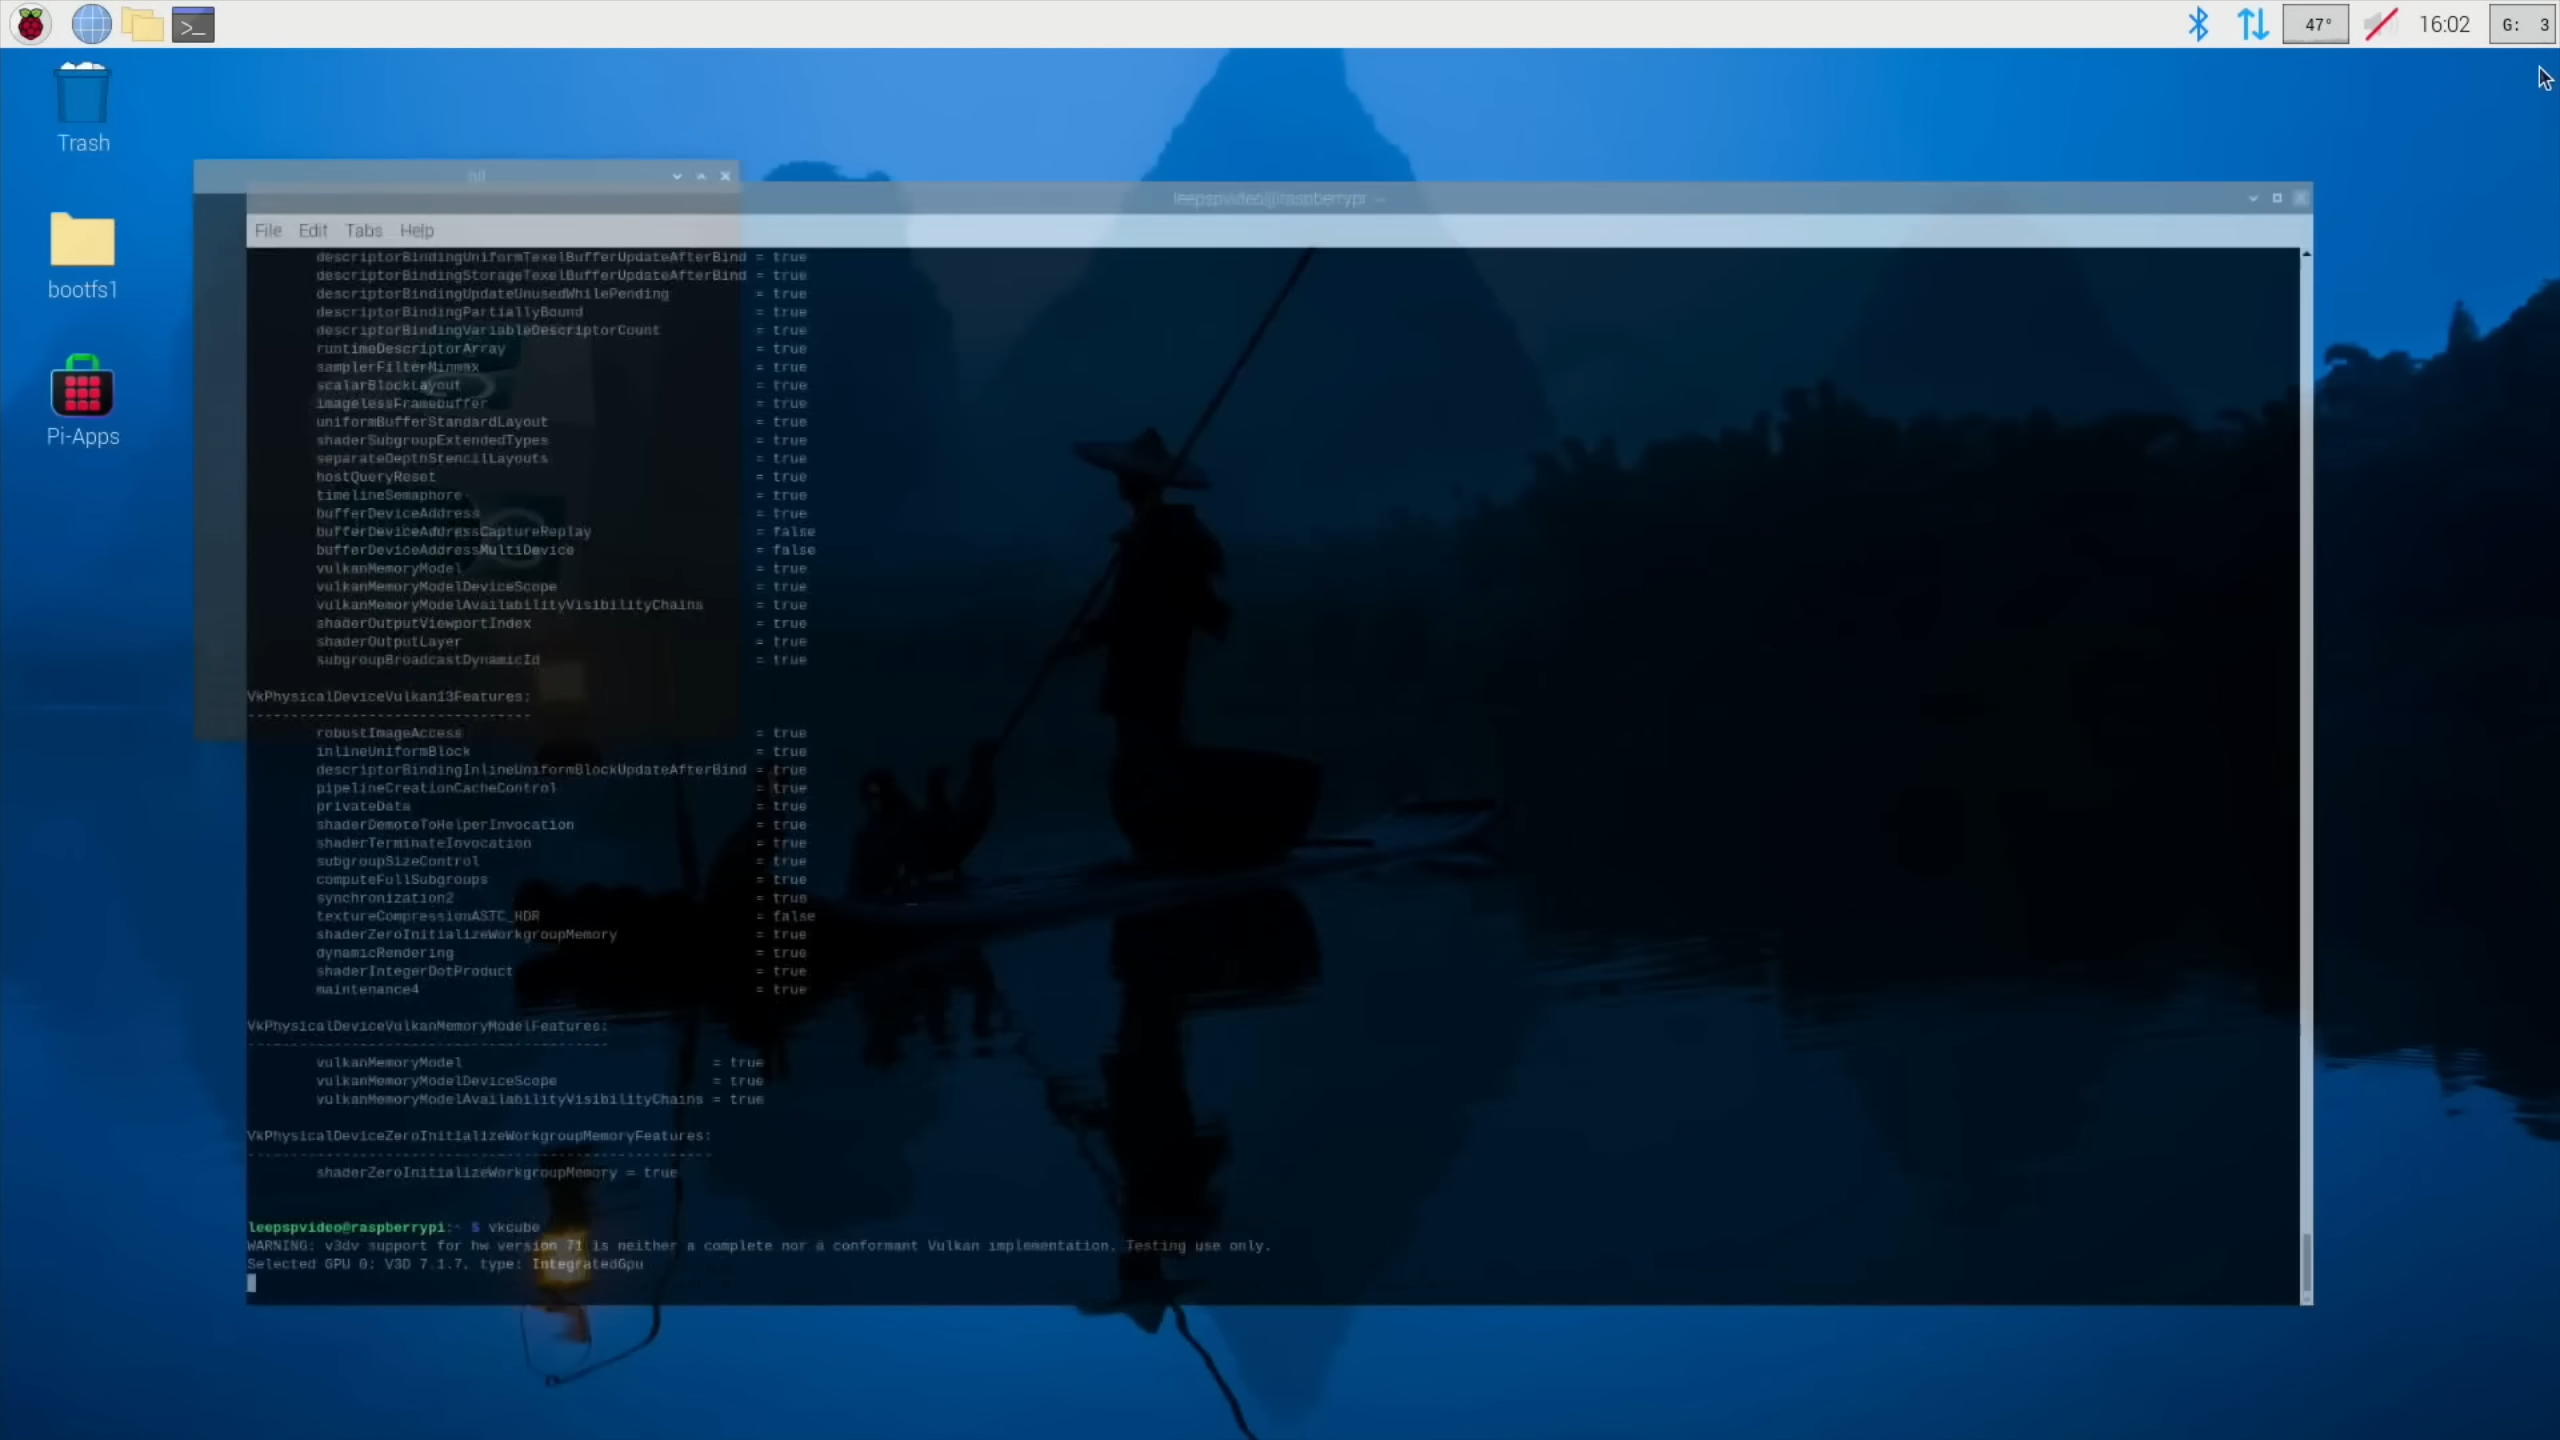 47°
16:02
G: 3
Trash
bootfs1
Pi-Apps
leepspvideo@raspberrypi: ~
File Edit Tabs Help
descriptorBindingUniformTexelBufferUpdateAfterBind = true
descriptorBindingStorageTexelBufferUpdateAfterBind = true
descriptorBindingUpdateUnusedWhilePending = true
descriptorBindingPartiallyBound = true
descriptorBindingVariableDescriptorCount = true
runtimeDescriptorArray = true
samplerFilterMinmax = true
scalarBlockLayout = true
imagelessFramebuffer = true
uniformBufferStandardLayout = true
shaderSubgroupExtendedTypes = true
separateDepthStencilLayouts = true
hostQueryReset = true
timelineSemaphore = true
bufferDeviceAddress = true
bufferDeviceAddressCaptureReplay = false
bufferDeviceAddressMultiDevice = false
vulkanMemoryModel = true
vulkanMemoryModelDeviceScope = true
vulkanMemoryModelAvailabilityVisibilityChains = true
shaderOutputViewportIndex = true
shaderOutputLayer = true
subgroupBroadcastDynamicId = true
VkPhysicalDeviceVulkan13Features:
---------------------------------
robustImageAccess = true
inlineUniformBlock = true
descriptorBindingInlineUniformBlockUpdateAfterBind = true
pipelineCreationCacheControl = true
privateData = true
shaderDemoteToHelperInvocation = true
shaderTerminateInvocation = true
subgroupSizeControl = true
computeFullSubgroups = true
synchronization2 = true
textureCompressionASTC_HDR = false
shaderZeroInitializeWorkgroupMemory = true
dynamicRendering = true
shaderIntegerDotProduct = true
maintenance4 = true
VkPhysicalDeviceVulkanMemoryModelFeatures:
------------------------------------------
vulkanMemoryModel = true
vulkanMemoryModelDeviceScope = true
vulkanMemoryModelAvailabilityVisibilityChains = true
VkPhysicalDeviceZeroInitializeWorkgroupMemoryFeatures:
------------------------------------------------------
shaderZeroInitializeWorkgroupMemory = true
leepspvideo@raspberrypi:~ $ vkcube
WARNING: v3dv support for hw version 71 is neither a complete nor a conformant Vulkan implementation. Testing use only.
Selected GPU 0: V3D 7.1.7, type: IntegratedGpu